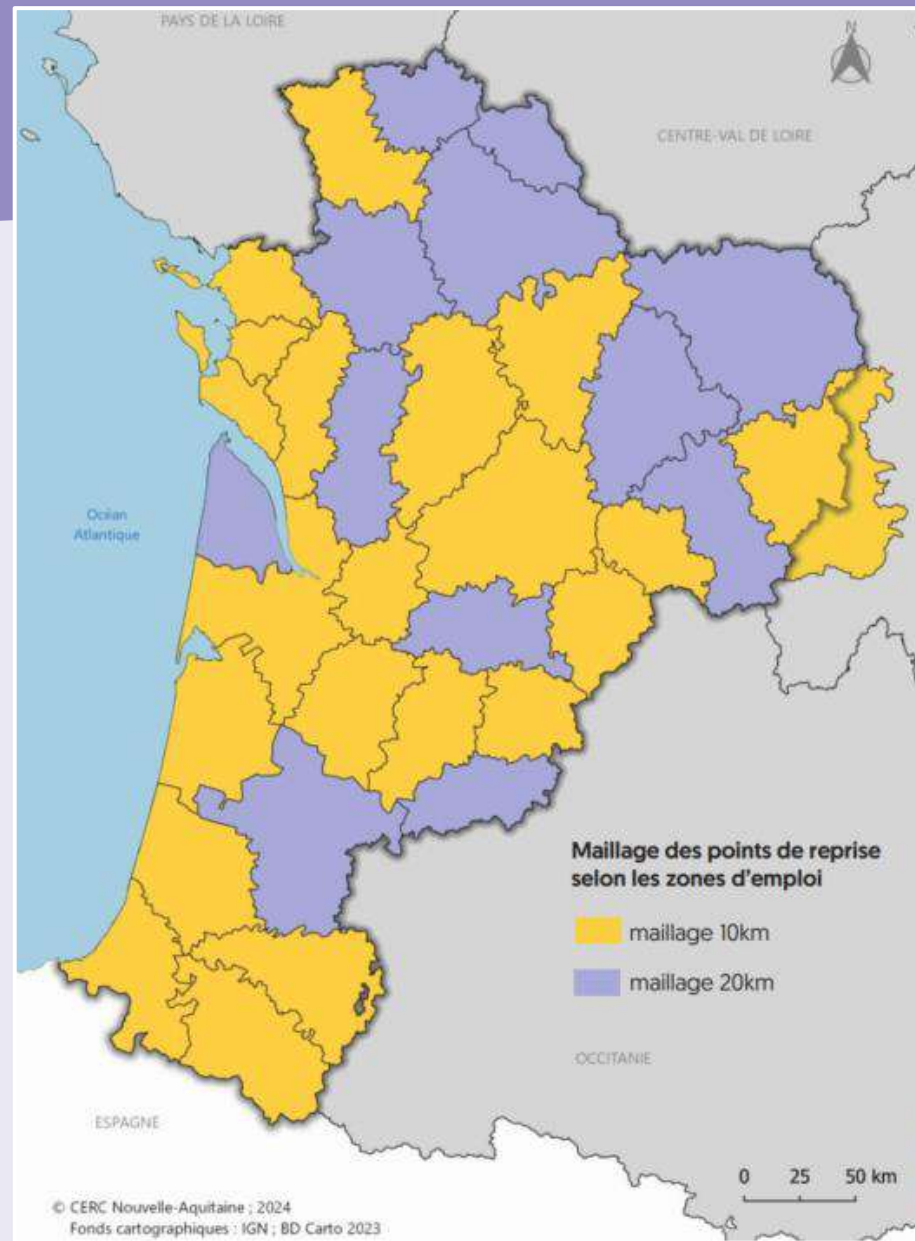 PAYS DE LA LOIRE
N
CENTRE-VAL DE LOIRE
Océan
Atlantique
Maillage des points de reprise
selon les zones d'emploi
maillage 10km
maillage 20km
OCCITANIE
ESPAGNE
0 25 50 km
© CERC Nouvelle-Aquitaine ; 2024
Fonds cartographiques : IGN ; BD Carto 2023